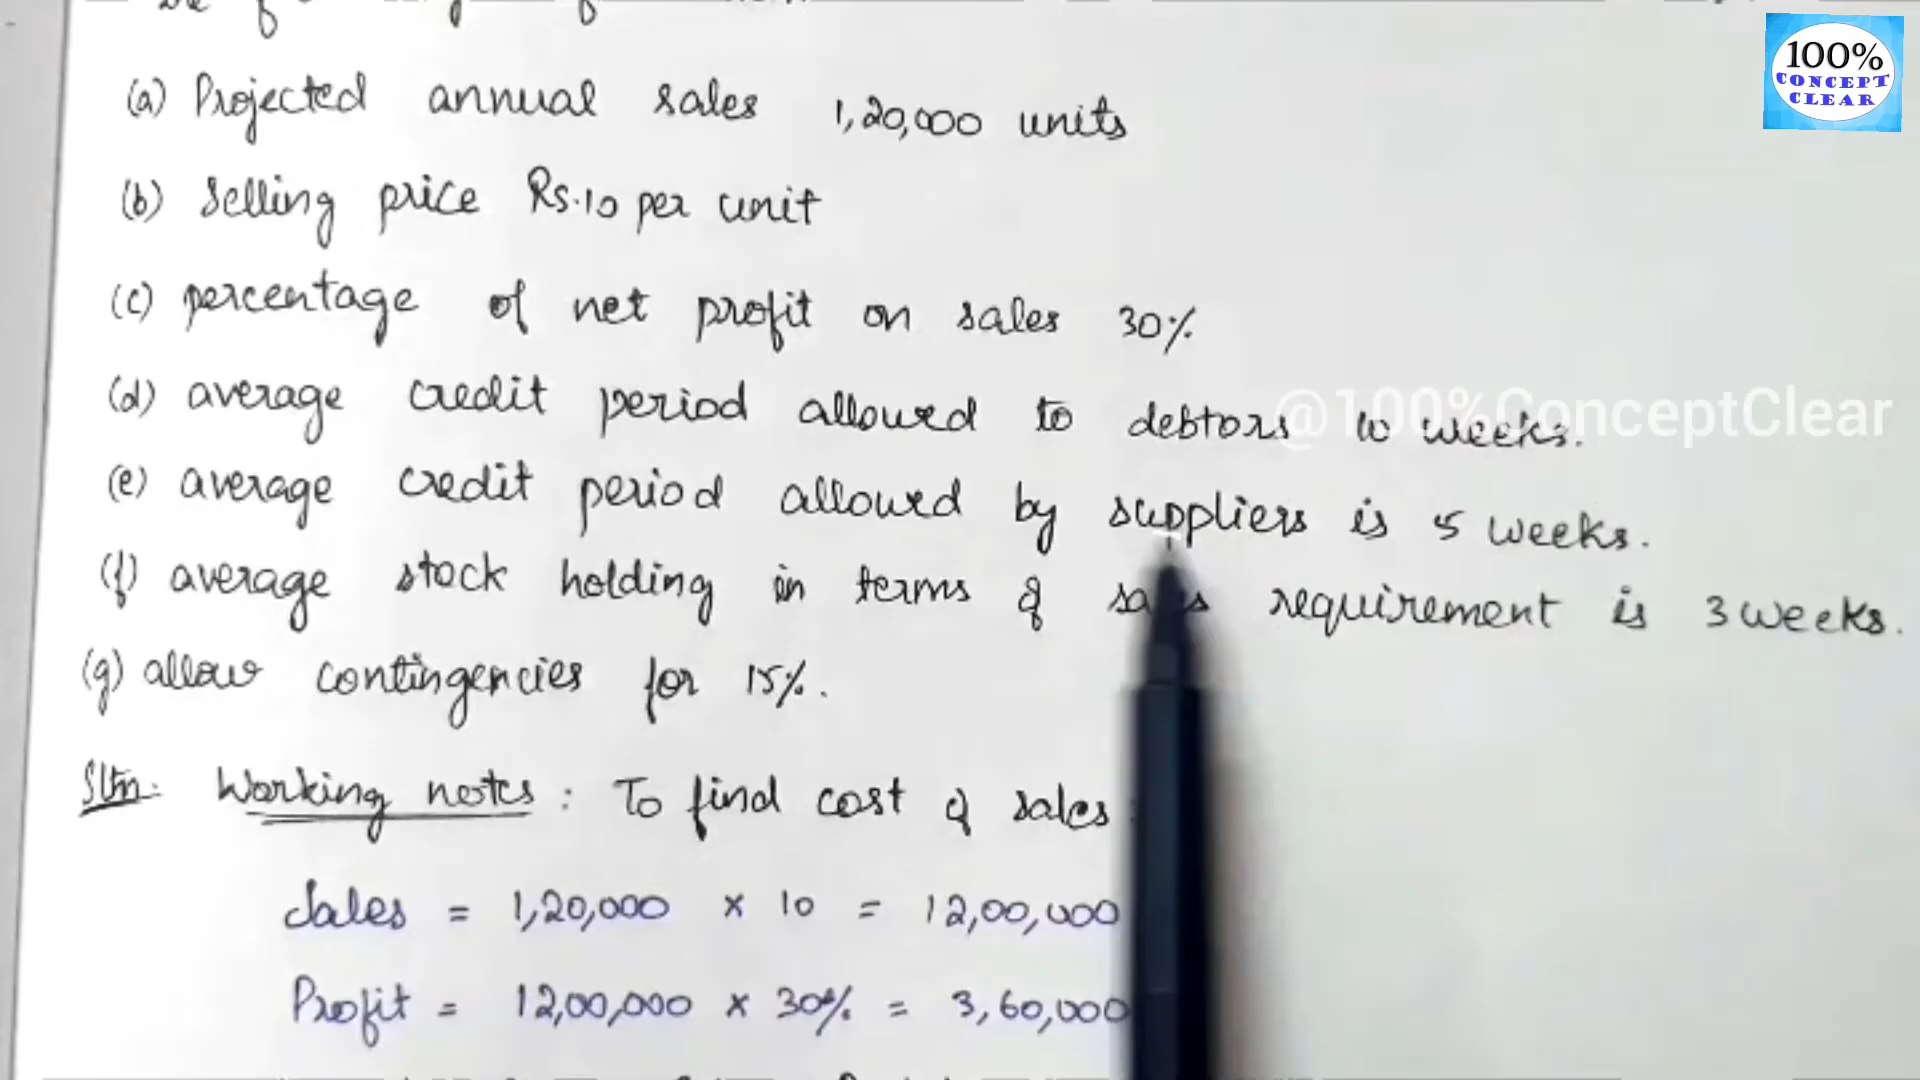 100%
CONCEPT
CLEAR
(a) Projected annual sales 1,20,000 units
(b) Selling price Rs.10 per unit
(c) percentage of net profit on sales 30%
(d) average credit period allowed to debtors 10 weeks.
@100%ConceptClear
(e) average credit period allowed by suppliers is 5 weeks.
(f) average stock holding in terms of sales requirement is 3 weeks.
(g) allow contingencies for 15%.
Sltn: Working notes : To find cost of sales :
Sales = 1,20,000 × 10 = 12,00,000
Profit = 12,00,000 × 30% = 3,60,000